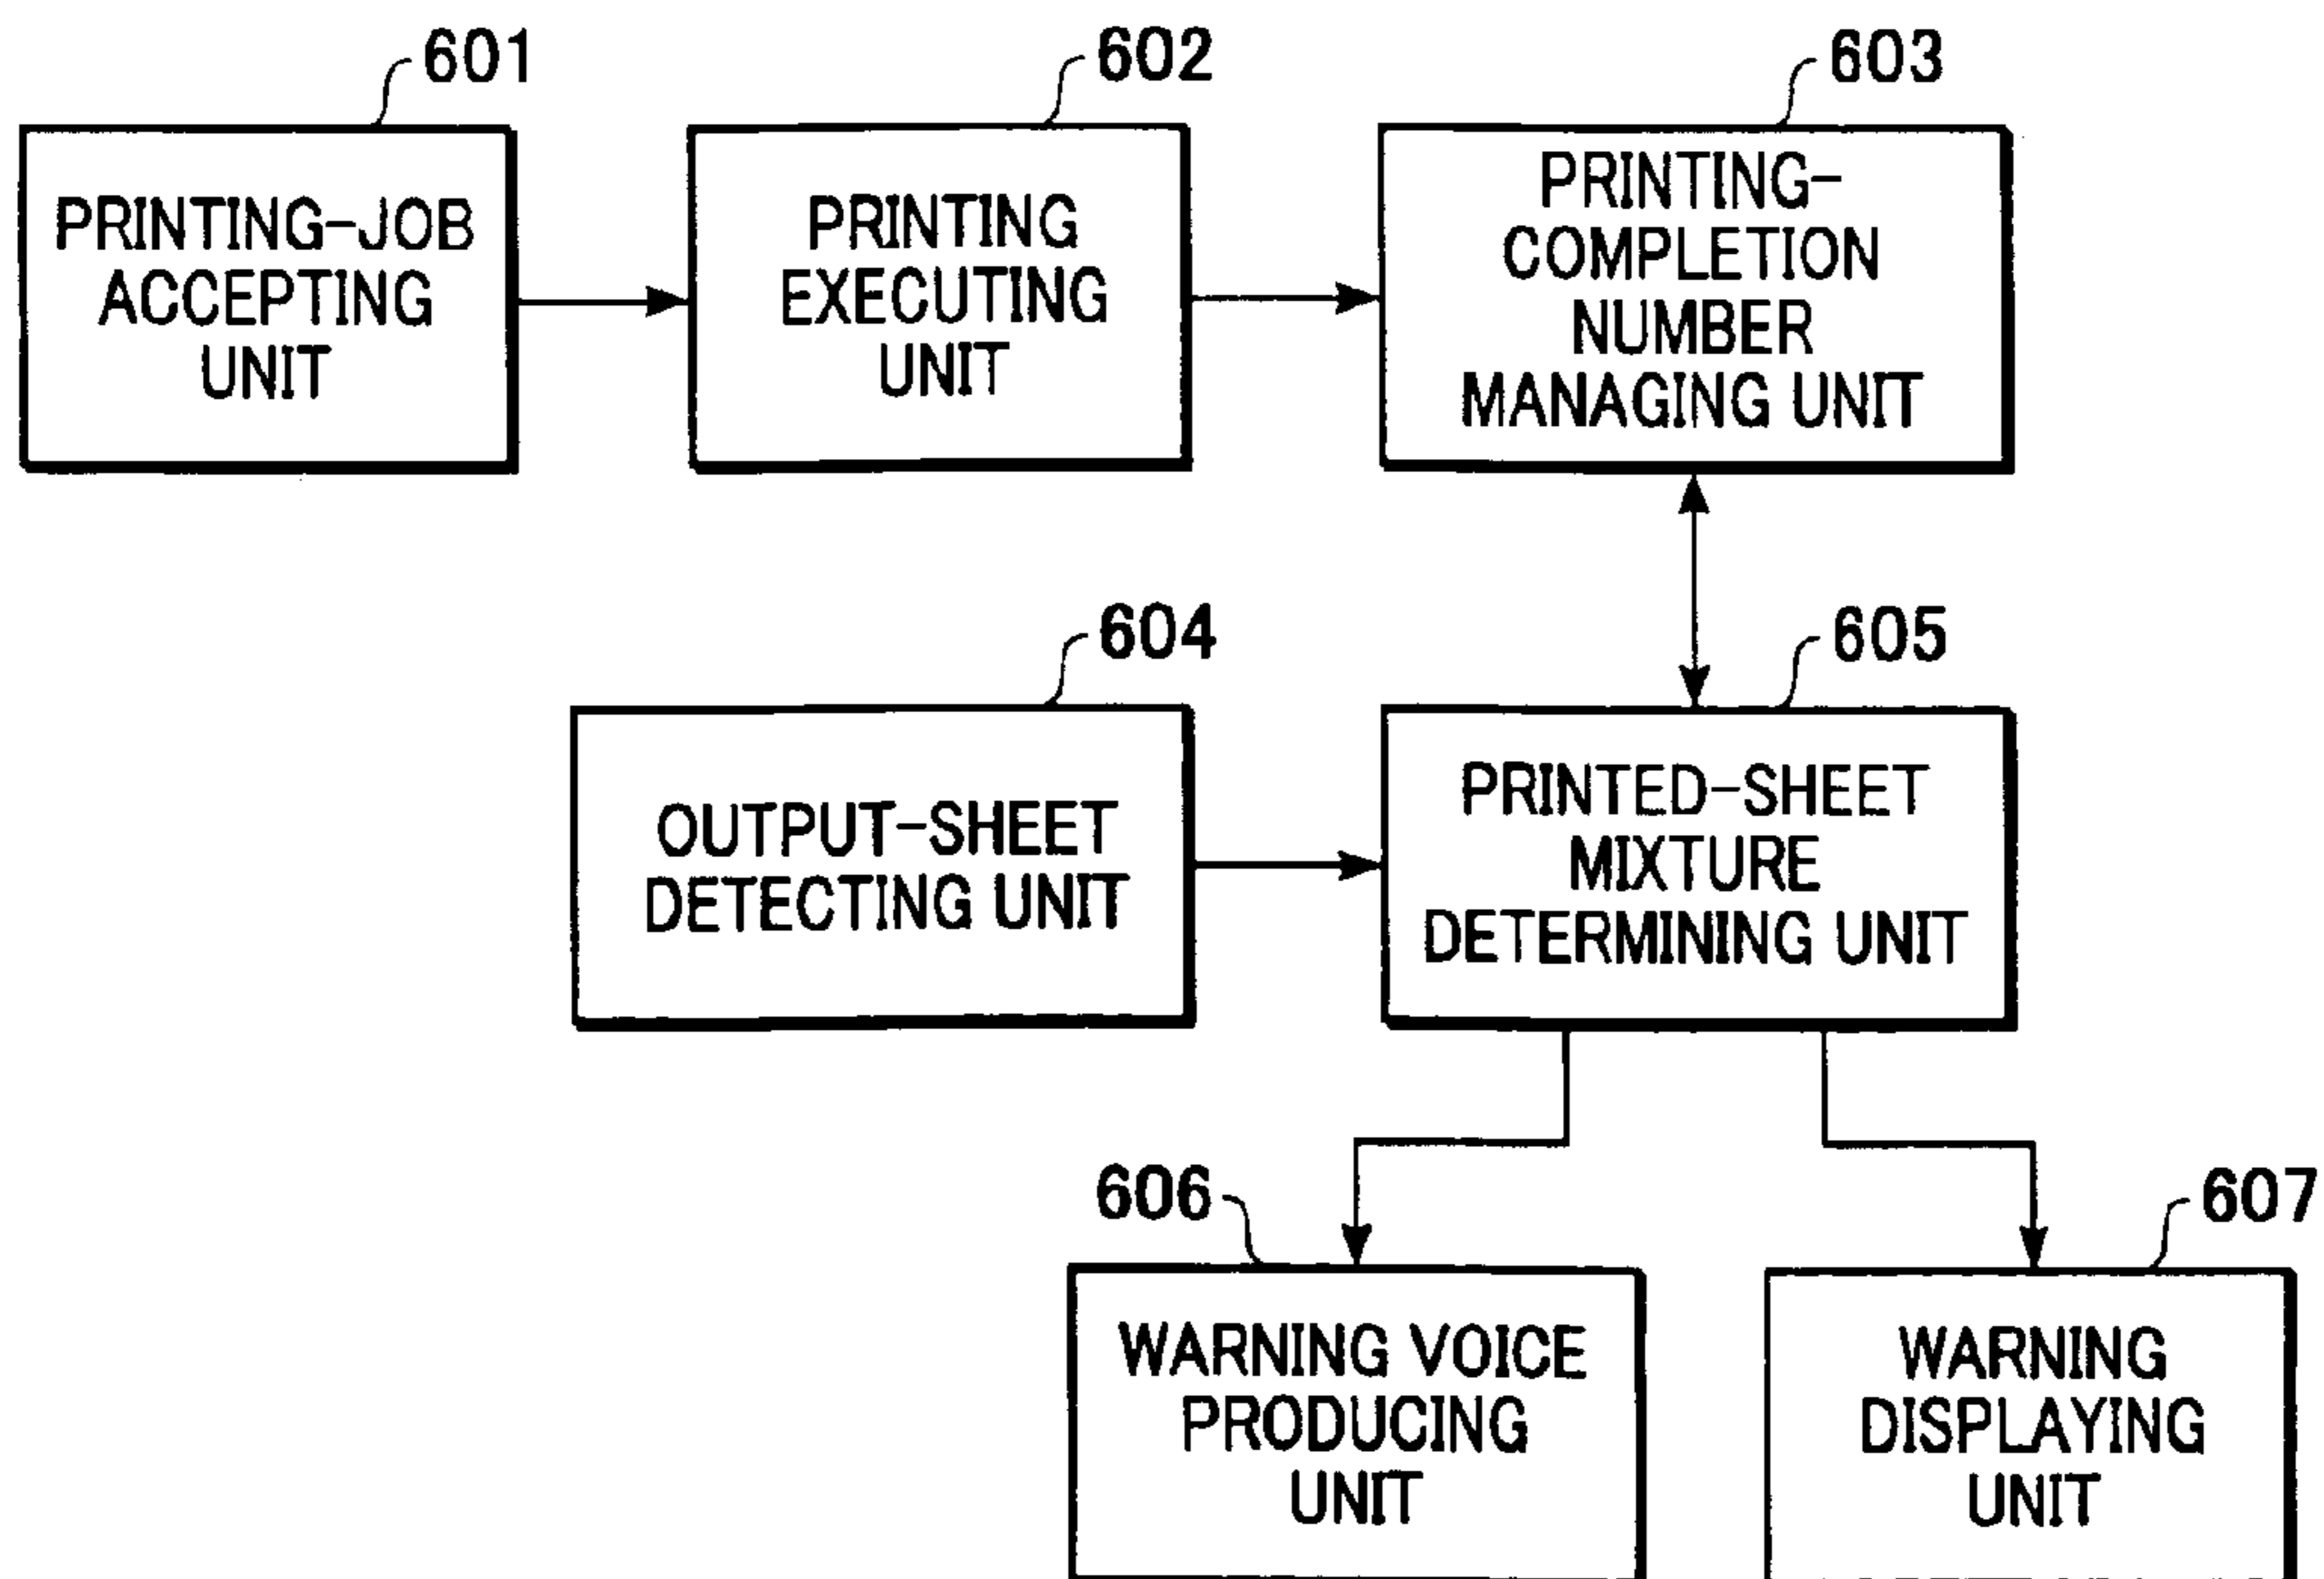 601
PRINTING-JOB
ACCEPTING
UNIT
602
PRINTING
EXECUTING
UNIT
603
PRINTING-
COMPLETION
NUMBER
MANAGING UNIT
604
OUTPUT-SHEET
DETECTING UNIT
605
PRINTED-SHEET
MIXTURE
DETERMINING UNIT
606
WARNING VOICE
PRODUCING
UNIT
607
WARNING
DISPLAYING
UNIT